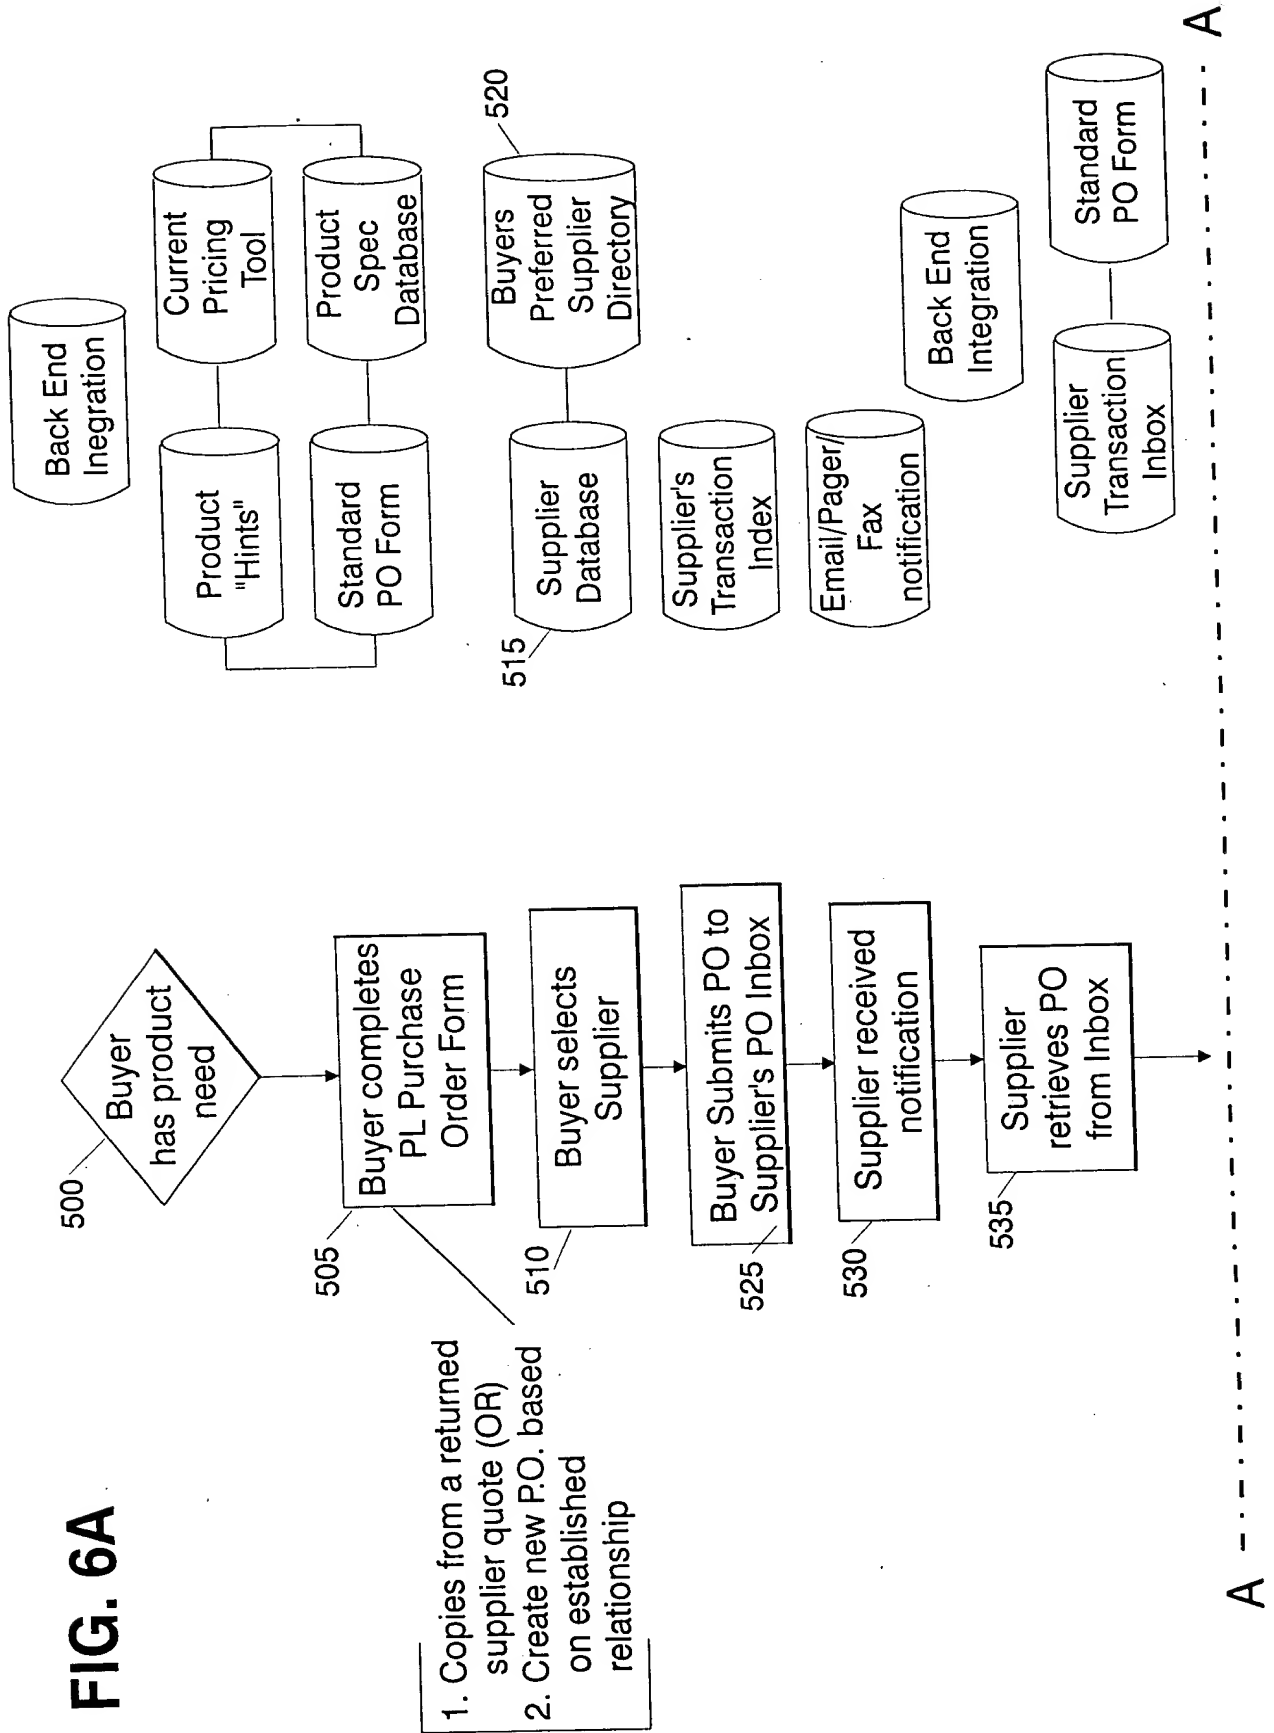 FIG. 6A
500
Buyer
has product
need
505
Buyer completes
PL Purchase
Order Form
1. Copies from a returned
supplier quote (OR)
2. Create new P.O. based
on established
relationship
510
Buyer selects
Supplier
525
Buyer Submits PO to
Supplier's PO Inbox
530
Supplier received
notification
535
Supplier
retrieves PO
from Inbox
Back End
Inegration
Product
"Hints"
Current
Pricing
Tool
Standard
PO Form
Product
Spec
Database
515
Supplier
Database
520
Buyers
Preferred
Supplier
Directory
Supplier's
Transaction
Index
Email/Pager/
Fax
notification
Back End
Integration
Supplier
Transaction
Inbox
Standard
PO Form
A
A